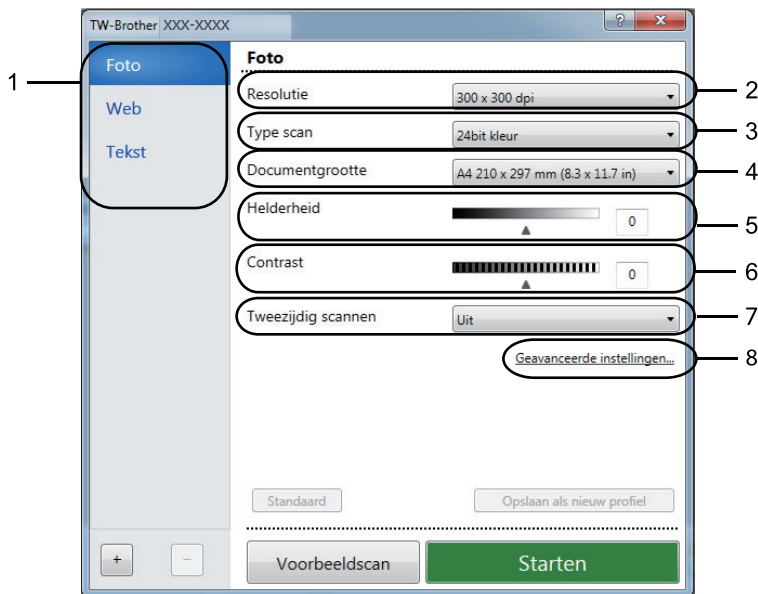 TW-Brother XXX-XXXX
? X
1
Foto
Web
Tekst
Foto
Resolutie 300 x 300 dpi 2
Type scan 24bit kleur 3
Documentgrootte A4 210 x 297 mm (8.3 x 11.7 in) 4
Helderheid 0 5
Contrast 0 6
Tweezijdig scannen Uit 7
Geavanceerde instellingen... 8
Standaard Opslaan als nieuw profiel
+ − Voorbeeldscan Starten